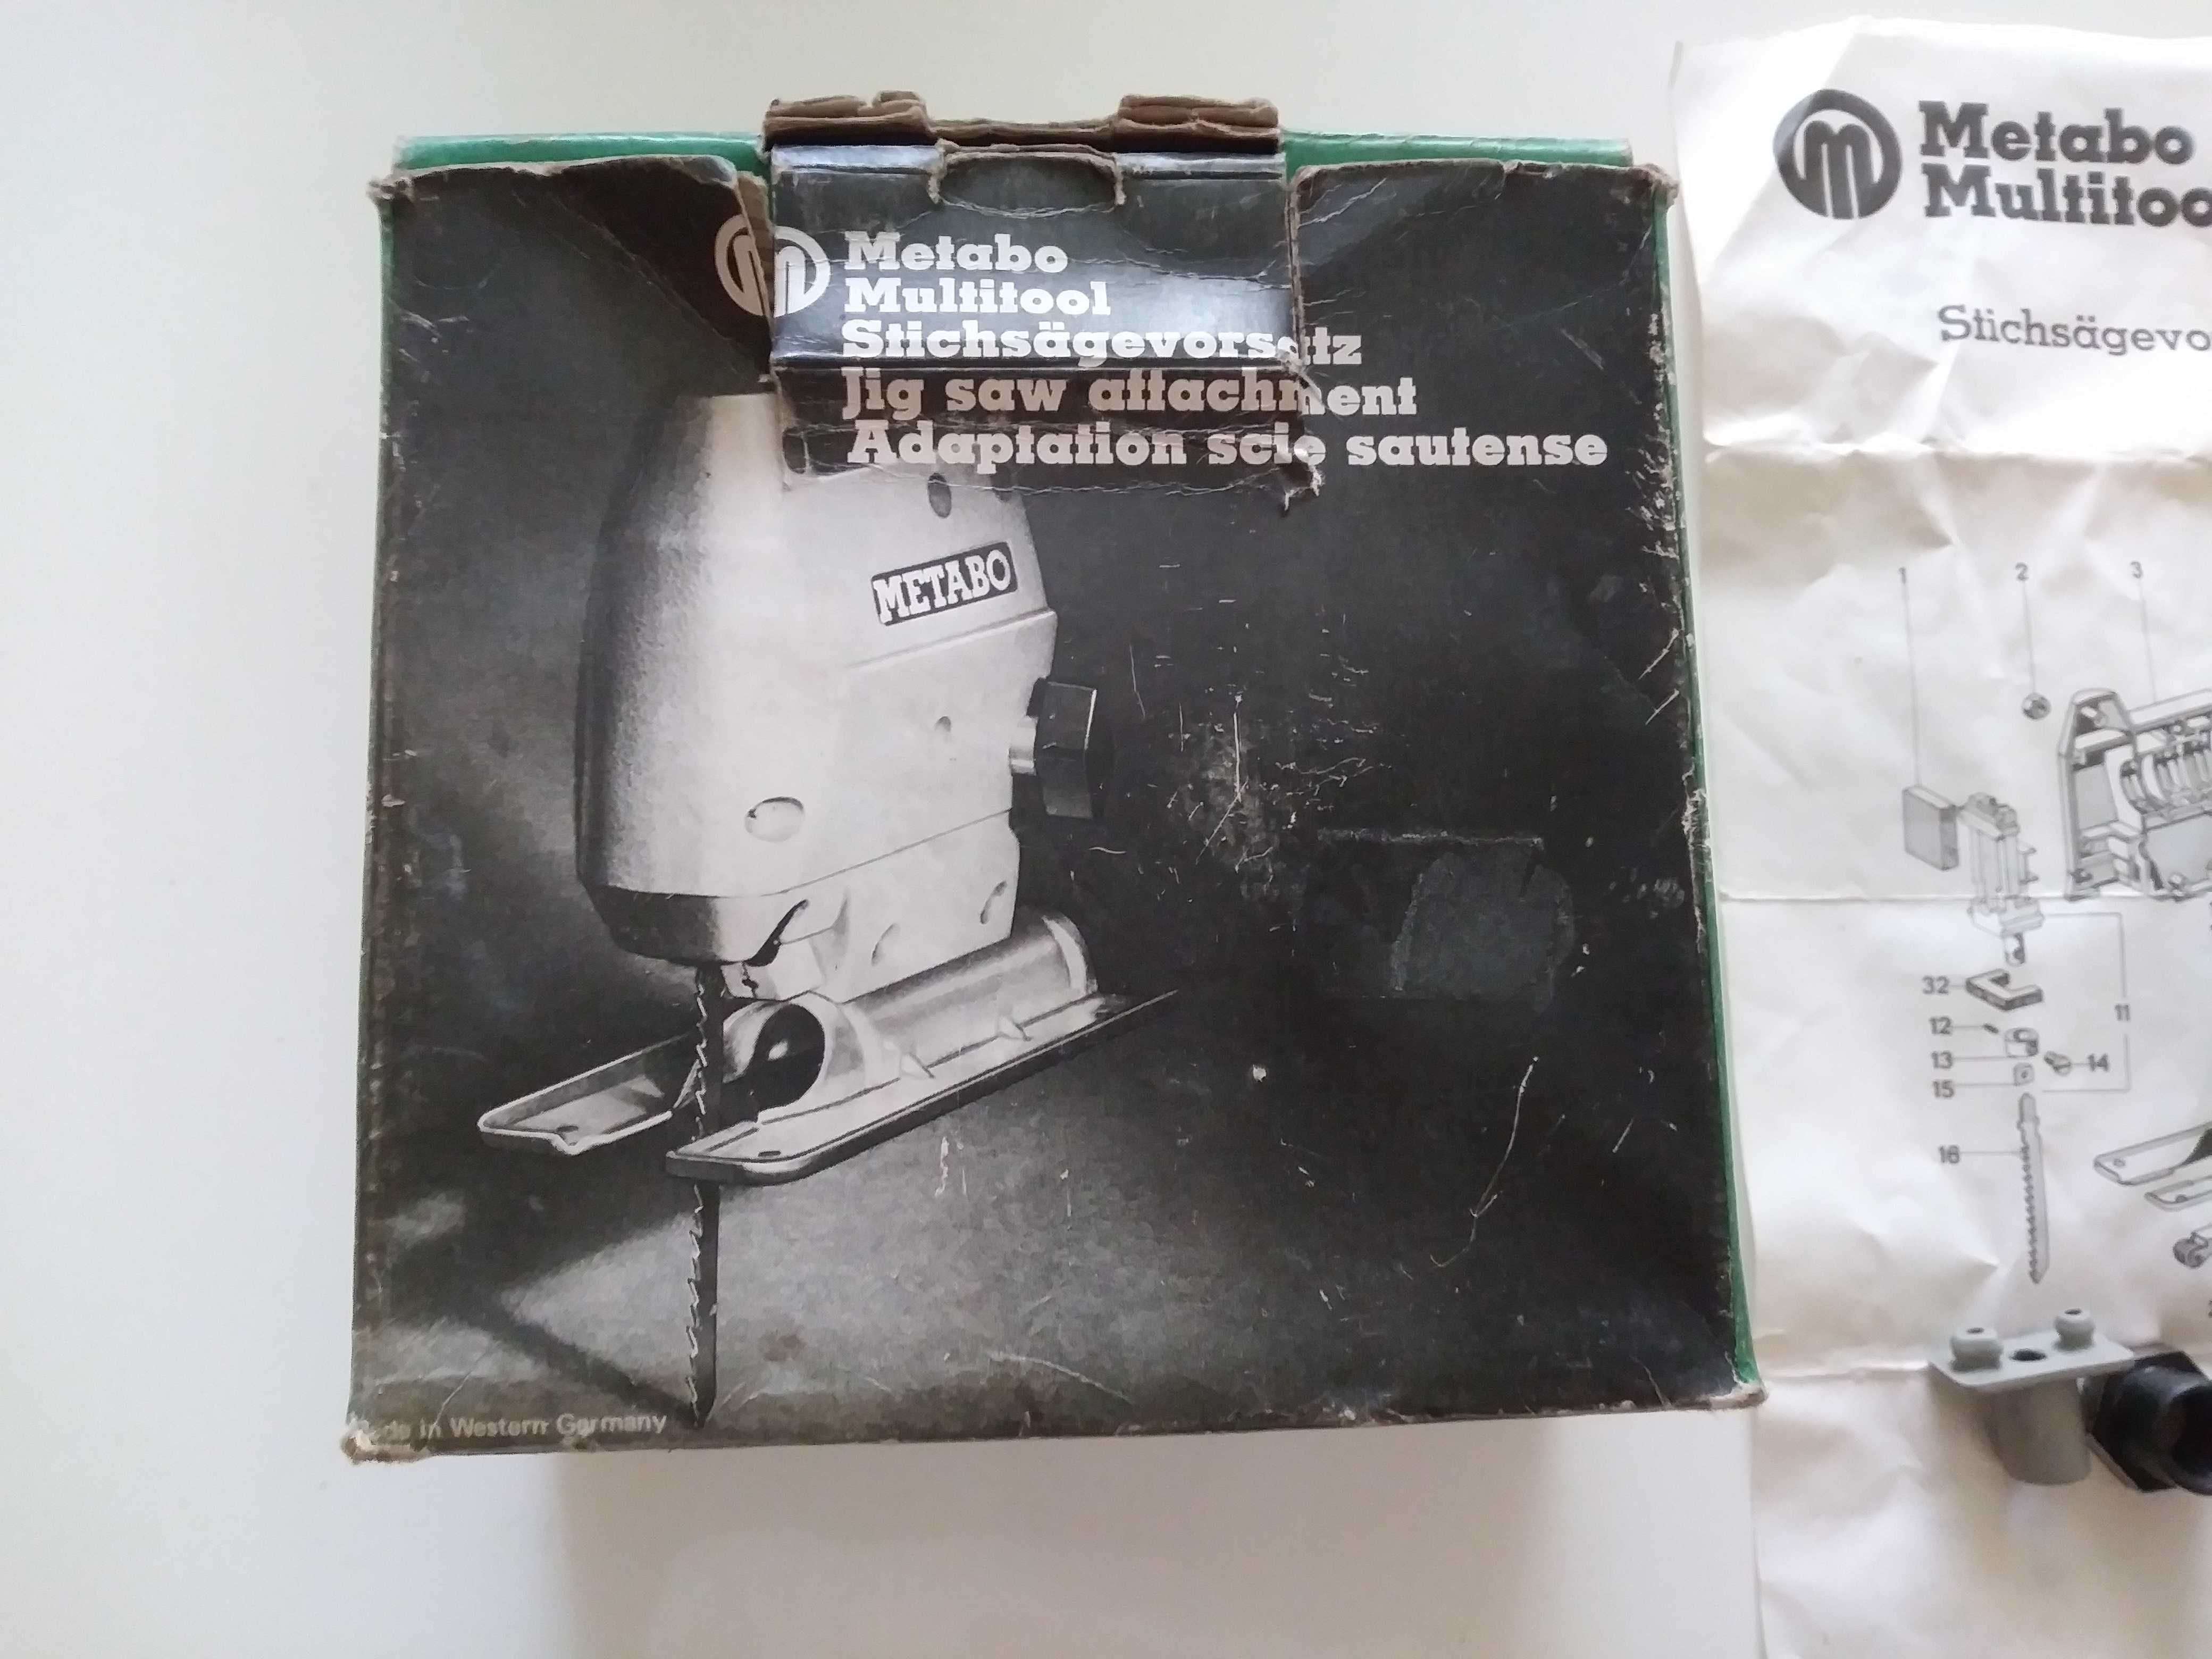 Metabo
Multitool
Stichsägevorsatz
Jig saw attachment
Adaptation scie sautense
METABO
Made in Western Germany
Metabo
Multitoo
Stichsägevo
1
2
3
32
12
13
15
14
11
16